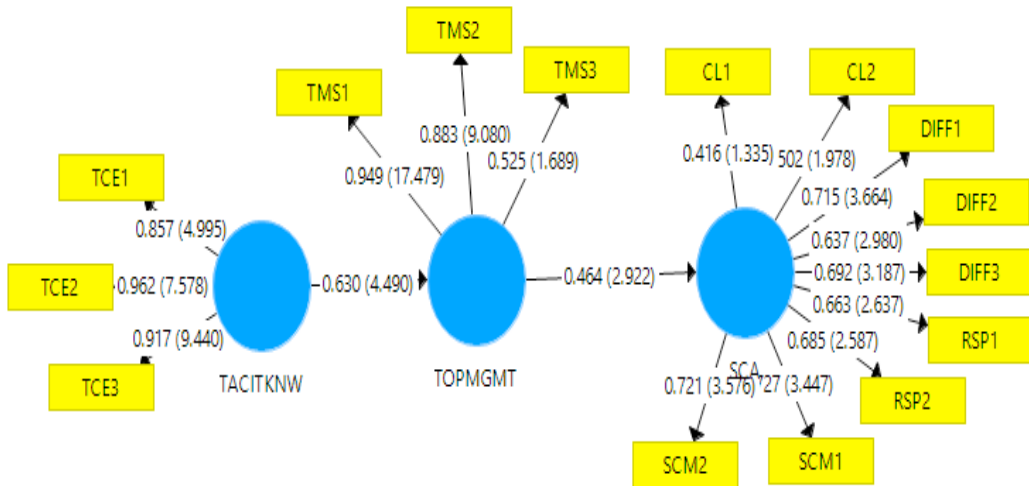 TMS2
TMS1
TMS3
CL1
CL2
DIFF1
DIFF2
DIFF3
RSP1
RSP2
SCM1
SCM2
TCE1
TCE2
TCE3
0.857 (4.995)
0.962 (7.578)
0.917 (9.440)
TACITKNW
0.630 (4.490)
0.949 (17.479)
0.883 (9.080)
0.525 (1.689)
TOPMGMT
0.464 (2.922)
0.416 (1.335)
502 (1.978)
0.715 (3.664)
0.637 (2.980)
0.692 (3.187)
0.663 (2.637)
0.685 (2.587)
SCA
27 (3.447)
0.721 (3.576)